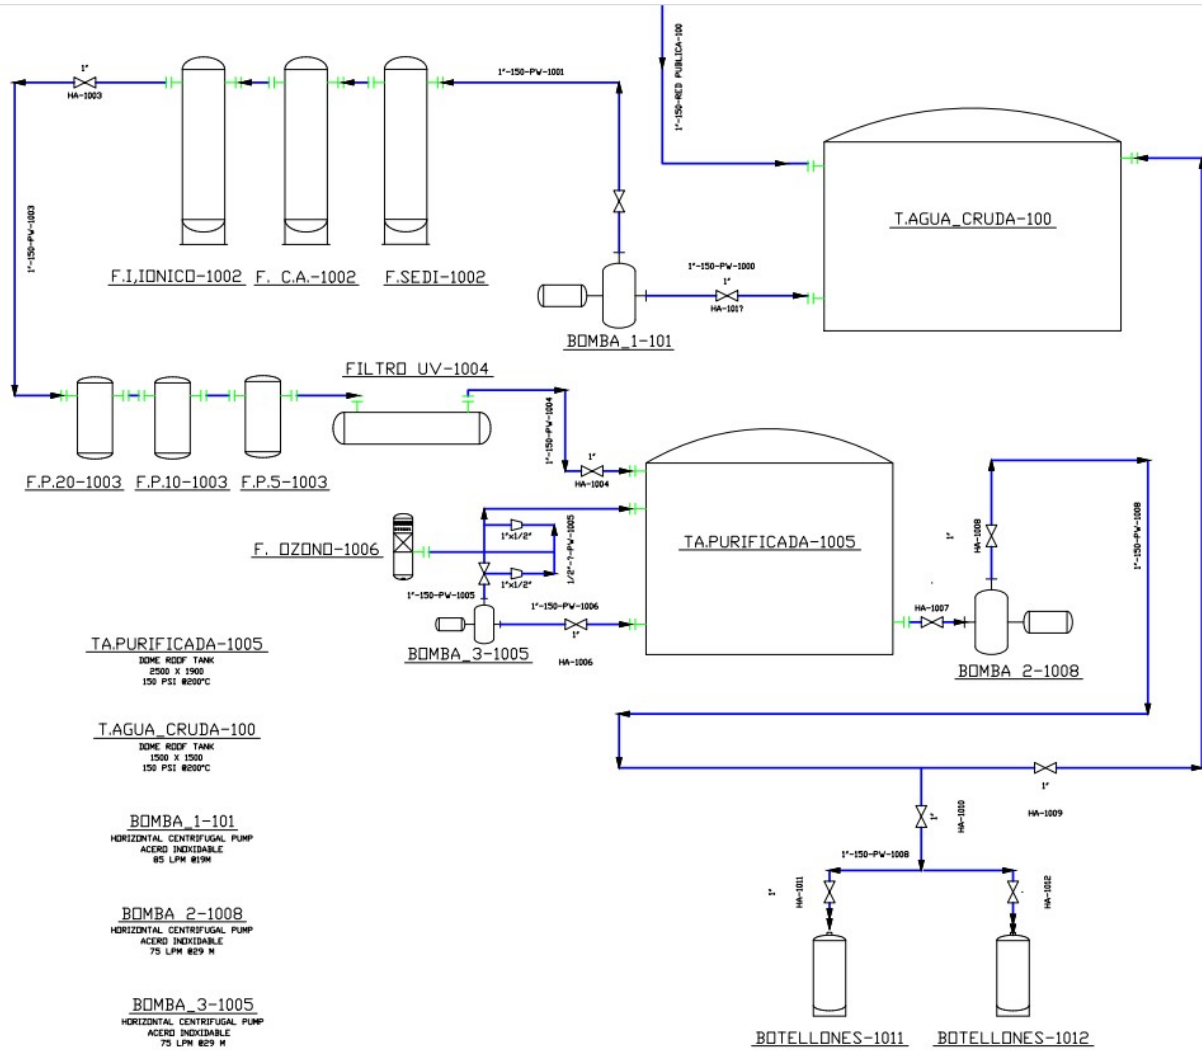 1"
HA-1003
1"-150-PW-1001
1"-150-RED PUBLICA-100
T.AGUA_CRUDA-100
1"-150-PW-1003
F.I,IONICO-1002
F. C.A.-1002
F.SEDI-1002
1"-150-PW-1000
1"
HA-1017
BOMBA_1-101
FILTRO UV-1004
F.P.20-1003
F.P.10-1003
F.P.5-1003
1"-150-PW-1004
1"
HA-1004
TA.PURIFICADA-1005
F. OZONO-1006
1"x1/2"
1"x1/2"
1/2"-?-PW-1005
1"-150-PW-1005
1"-150-PW-1006
1"
HA-1006
BOMBA_3-1005
1"
HA-1008
1"-150-PW-1008
HA-1007
BOMBA 2-1008
TA.PURIFICADA-1005
DOME ROOF TANK
2500 X 1900
150 PSI @200°C
T.AGUA_CRUDA-100
DOME ROOF TANK
1500 X 1500
150 PSI @200°C
BOMBA_1-101
HORIZONTAL CENTRIFUGAL PUMP
ACERO INOXIDABLE
85 LPM @19M
BOMBA 2-1008
HORIZONTAL CENTRIFUGAL PUMP
ACERO INOXIDABLE
75 LPM @29 M
BOMBA_3-1005
HORIZONTAL CENTRIFUGAL PUMP
ACERO INOXIDABLE
75 LPM @29 M
1"
HA-1009
1"
HA-1010
1"-150-PW-1008
1"
HA-1011
HA-1012
BOTELLONES-1011
BOTELLONES-1012